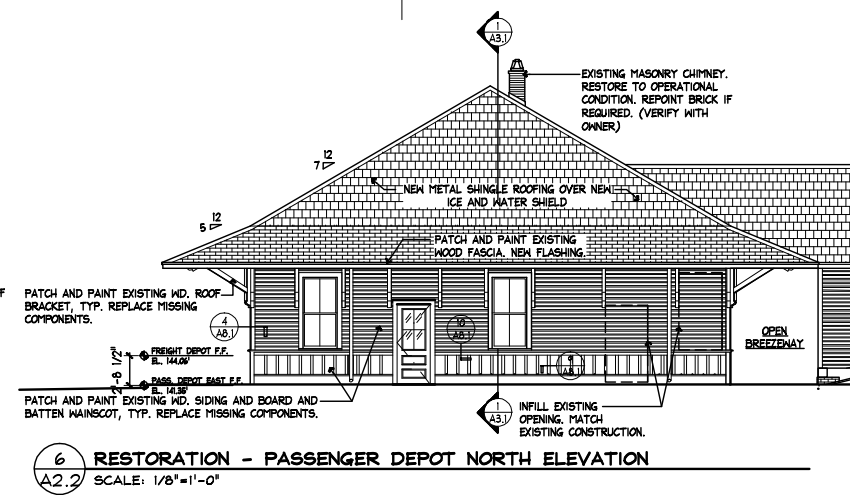 1
A3.1
EXISTING MASONRY CHIMNEY.
RESTORE TO OPERATIONAL
CONDITION. REPOINT BRICK IF
REQUIRED. (VERIFY WITH
OWNER)
12
7
NEW METAL SHINGLE ROOFING OVER NEW
ICE AND WATER SHIELD
12
5
PATCH AND PAINT EXISTING
WOOD FASCIA. NEW FLASHING.
F
PATCH AND PAINT EXISTING WD. ROOF
BRACKET, TYP. REPLACE MISSING
COMPONENTS.
4
A8.1
10
A8.1
OPEN
BREEZEWAY
FREIGHT DEPOT F.F.
EL. 144.06'
2'-8 1/2"
9
A8.1
PASS. DEPOT EAST F.F.
EL. 141.35'
PATCH AND PAINT EXISTING WD. SIDING AND BOARD AND
BATTEN WAINSCOT, TYP. REPLACE MISSING COMPONENTS.
1
A3.1
INFILL EXISTING
OPENING. MATCH
EXISTING CONSTRUCTION.
6
A2.2
RESTORATION - PASSENGER DEPOT NORTH ELEVATION
SCALE: 1/8"=1'-0"